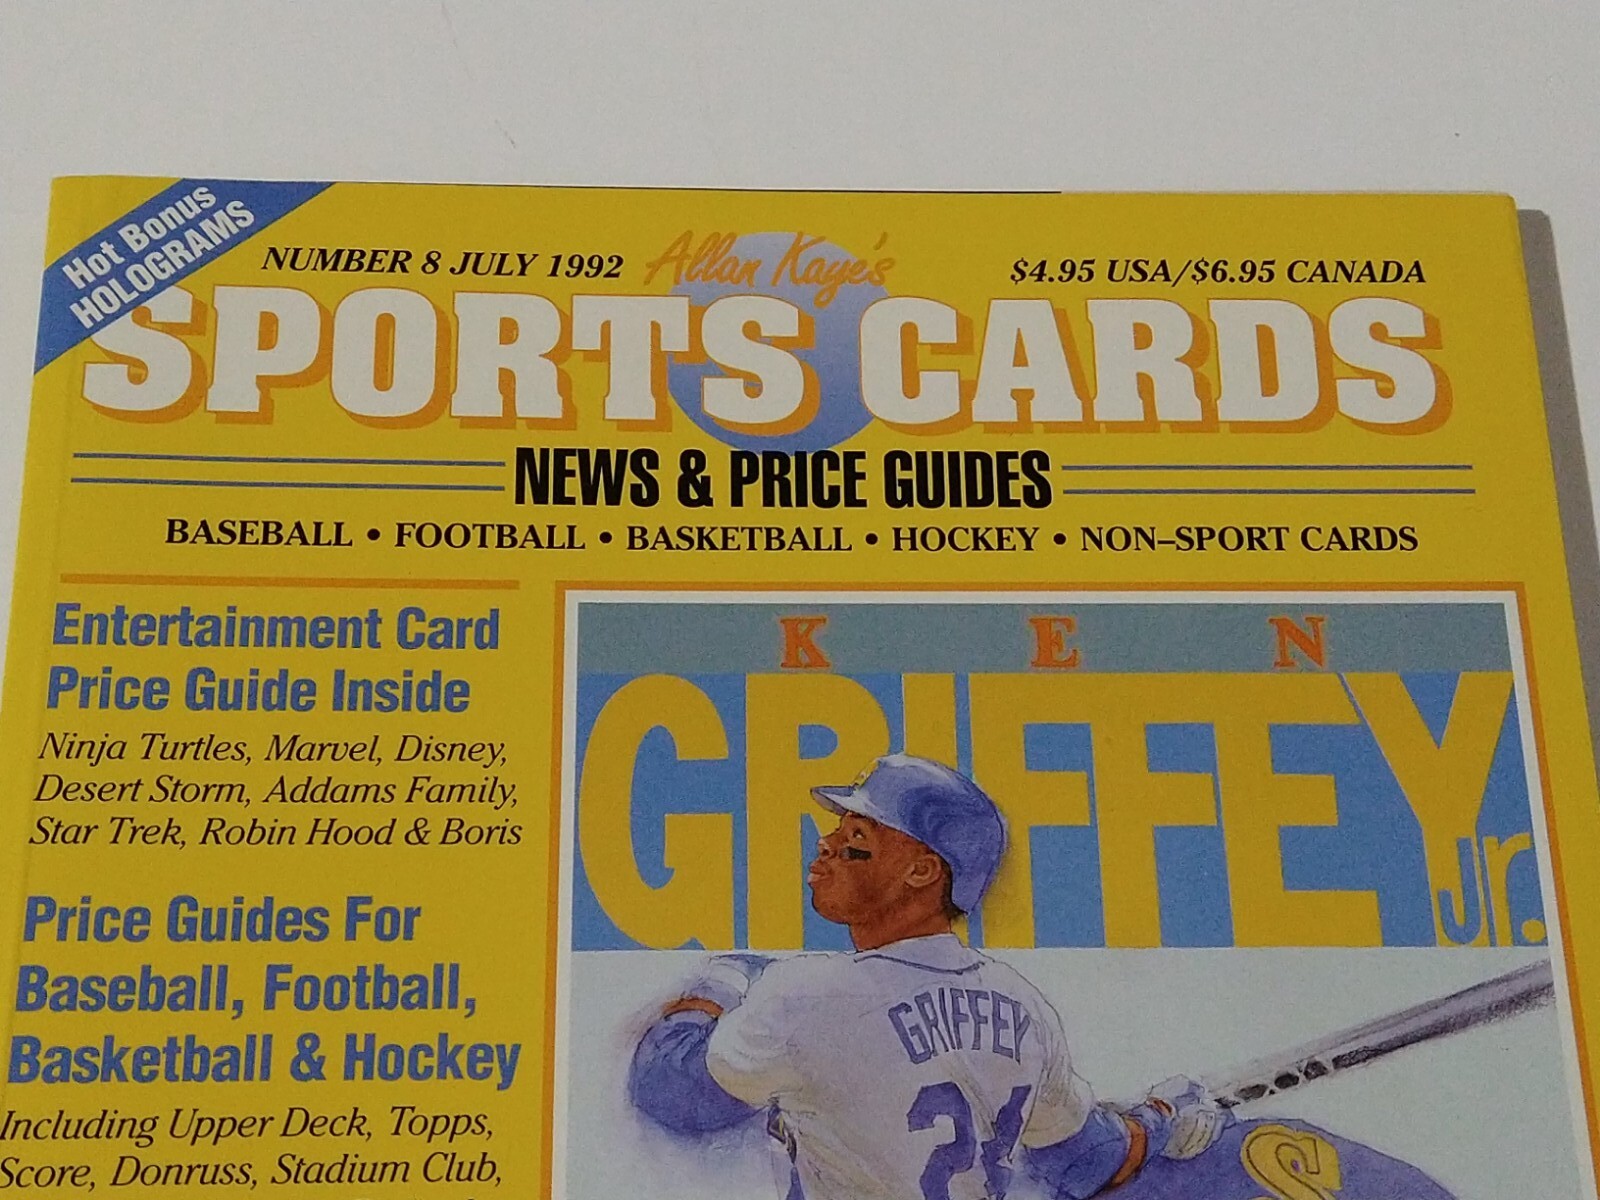 Hot Bonus
HOLOGRAMS
NUMBER 8 JULY 1992
Allan Kaye's
$4.95 USA/$6.95 CANADA
SPORTS CARDS
NEWS & PRICE GUIDES
BASEBALL • FOOTBALL • BASKETBALL • HOCKEY • NON–SPORT CARDS
Entertainment Card
Price Guide Inside
Ninja Turtles, Marvel, Disney,
Desert Storm, Addams Family,
Star Trek, Robin Hood & Boris
Price Guides For
Baseball, Football,
Basketball & Hockey
Including Upper Deck, Topps,
Score, Donruss, Stadium Club,
KEN
GRIFFEY Jr.
GRIFFEY
24
S